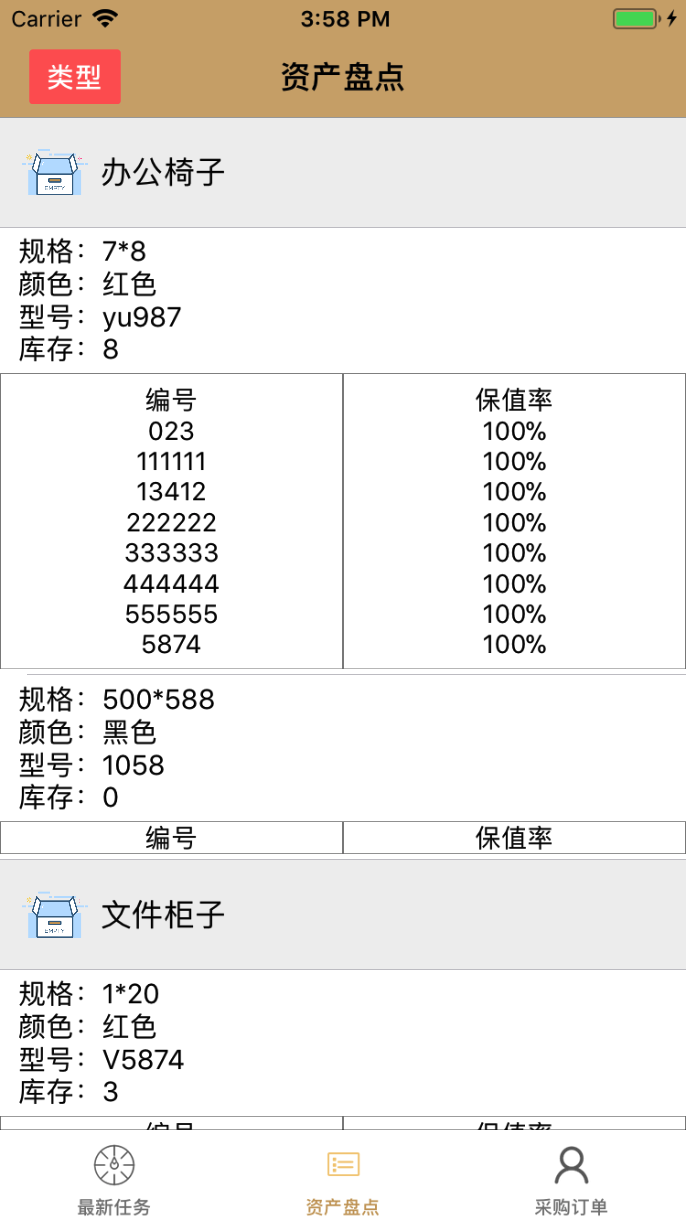 Carrier 3:58 PM
类型 资产盘点
EMPTY 办公椅子
规格：7*8
颜色：红色
型号：yu987
库存：8
编号 保值率
023 100%
111111 100%
13412 100%
222222 100%
333333 100%
444444 100%
555555 100%
5874 100%
规格：500*588
颜色：黑色
型号：1058
库存：0
编号 保值率
EMPTY 文件柜子
规格：1*20
颜色：红色
型号：V5874
库存：3
编号 保值率
最新任务 资产盘点 采购订单